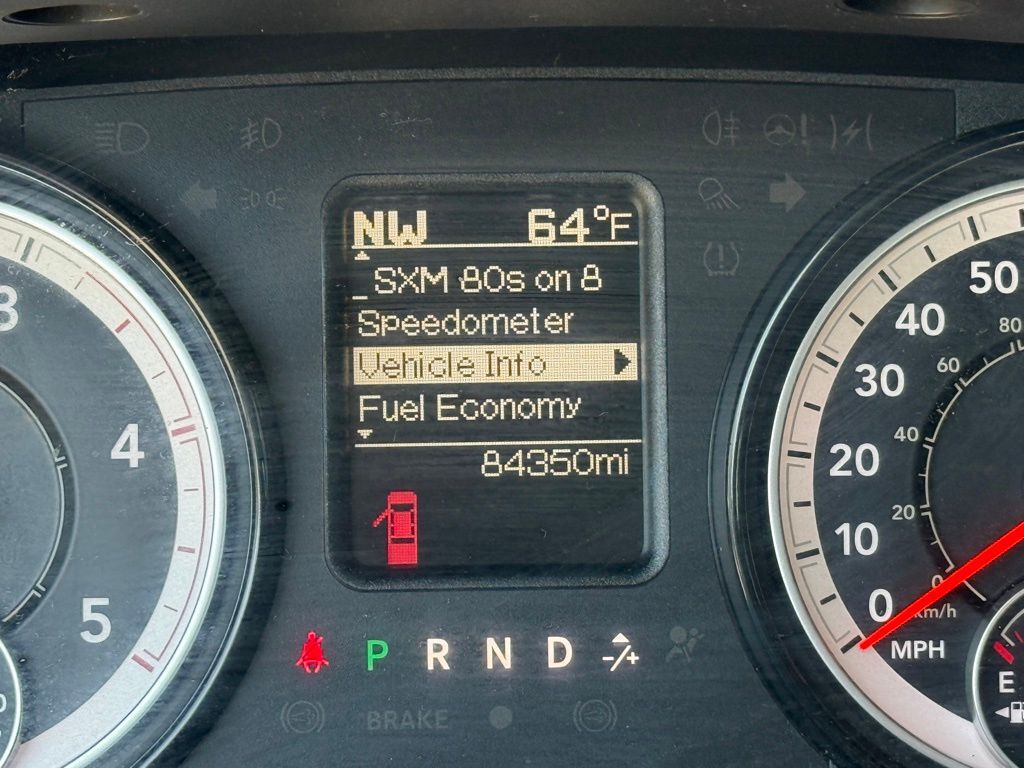 NW 64°F
SXM 80s on 8
Speedometer
Vehicle Info
Fuel Economy
84350mi
P R N D -/+
BRAKE
3
4
5
50
40
30
20
10
0
MPH
80
60
40
20
0
km/h
E